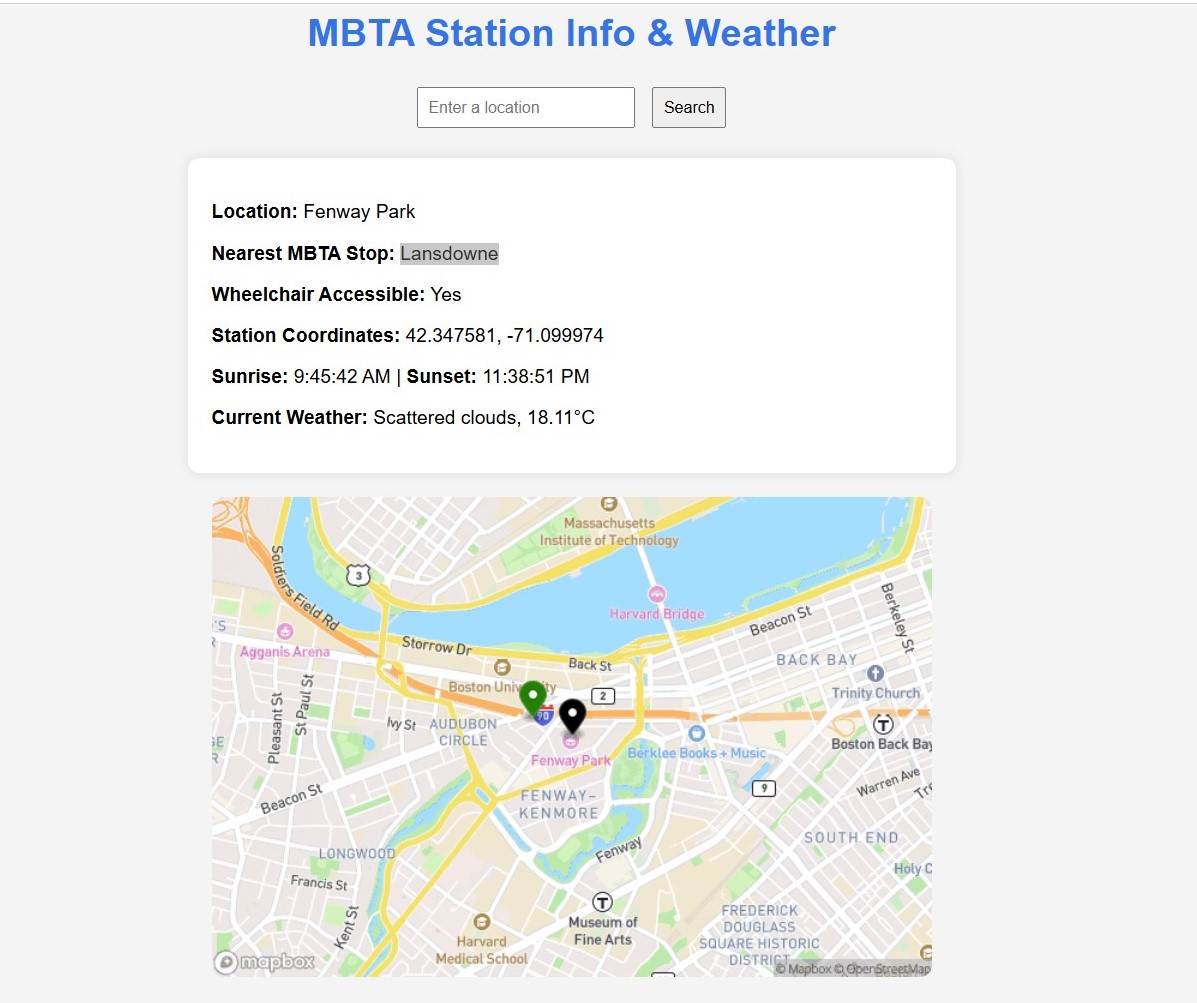 MBTA Station Info & Weather
Enter a location
Search
Location: Fenway Park
Nearest MBTA Stop: Lansdowne
Wheelchair Accessible: Yes
Station Coordinates: 42.347581, -71.099974
Sunrise: 9:45:42 AM | Sunset: 11:38:51 PM
Current Weather: Scattered clouds, 18.11°C
Massachusetts
Institute of Technology
3
Soldiers Field Rd
Harvard Bridge
Berkeley St
Beacon St
'S
Agganis Arena
Storrow Dr
Back St
BACK BAY
Boston
2
Trinity Church
Pleasant St
St Paul St
Ivy St
AUDUBON
CIRCLE
70
T
Boston Back Bay
Fenway Park
Berklee Books + Music
Beacon St
9
Warren Ave
FENWAY-
KENMORE
SOUTH END
Fenway
LONGWOOD
Holy C
Francis St
Kent St
T
Museum of
Fine Arts
Harvard
Medical School
FREDERICK
DOUGLASS
SQUARE HISTORIC
DISTRICT
mapbox
© Mapbox © OpenStreetMap